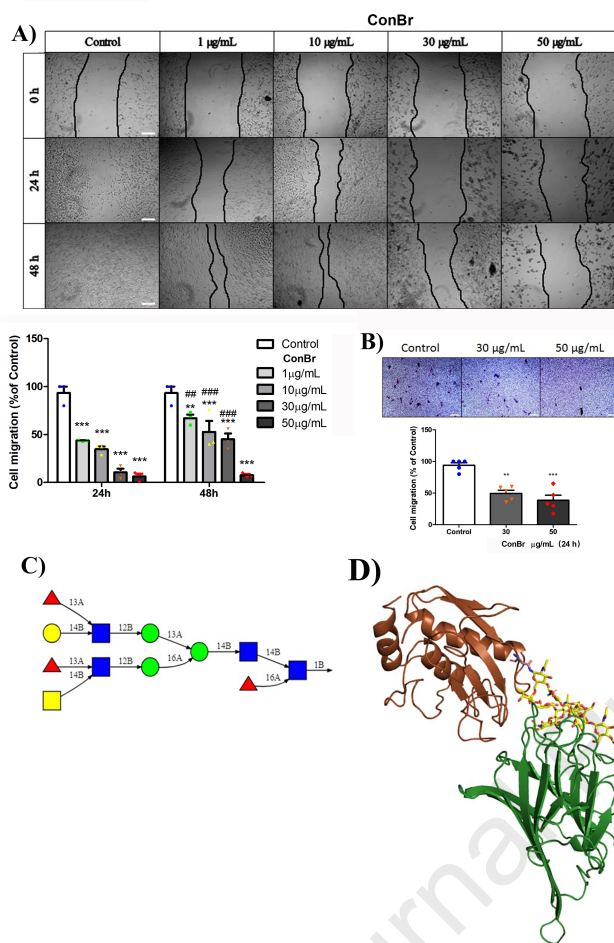 ConBr
A)
Control 1 µg/mL 10 µg/mL 30 µg/mL 50 µg/mL
0 h
24 h
48 h
Cell migration (%of Control)
150
100
50
0
*** *** *** ***
## ** ### *** ### *** ***
24h 48h
Control
ConBr
1µg/mL
10µg/mL
30µg/mL
50µg/mL
B)
Control 30 µg/mL 50 µg/mL
Cell migration (% of Control)
150
100
50
0
** ***
Control 30 50
ConBr µg/mL (24 h)
C)
13A
14B 12B 13A
14B 14B
13A 12B 16A 16A 1B
14B
D)
urnal